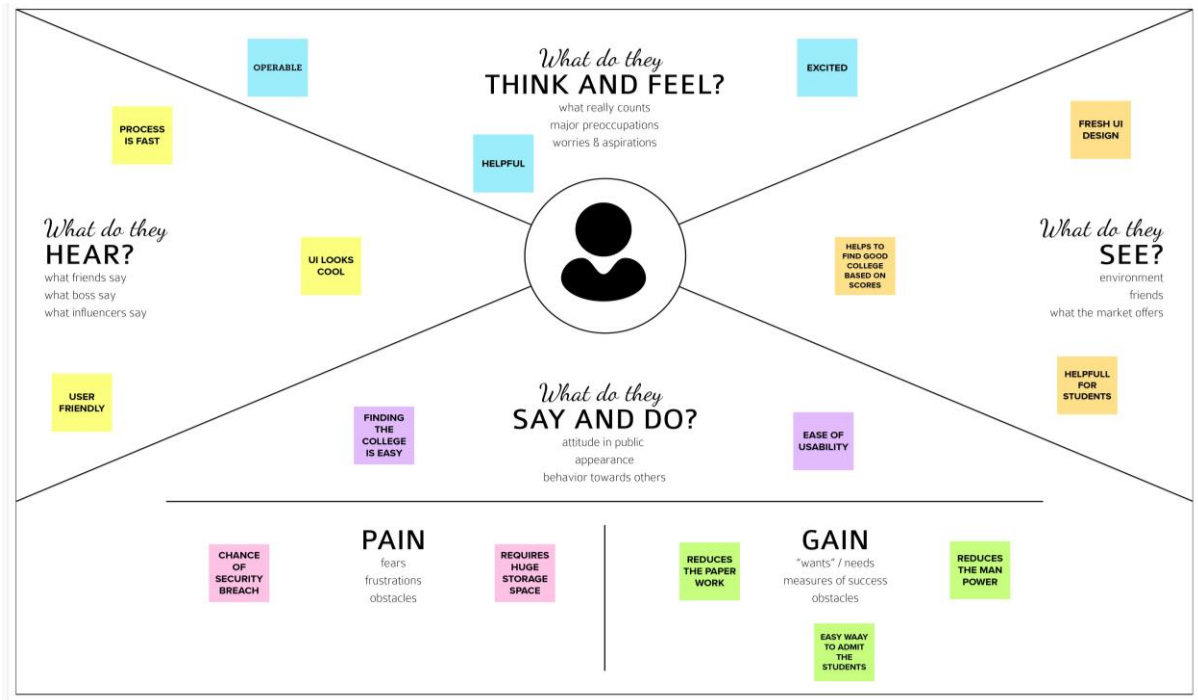 OPERABLE
What do they
THINK AND FEEL?
what really counts
major preoccupations
worries & aspirations
EXCITED
HELPFUL
PROCESS
IS FAST
What do they
HEAR?
what friends say
what boss say
what influencers say
UI LOOKS
COOL
USER
FRIENDLY
FRESH UI
DESIGN
What do they
SEE?
environment
friends
what the market offers
HELPS TO
FIND GOOD
COLLEGE
BASED ON
SCORES
HELPFULL
FOR
STUDENTS
FINDING
THE
COLLEGE
IS EASY
What do they
SAY AND DO?
attitude in public
appearance
behavior towards others
EASE OF
USABILITY
CHANCE
OF
SECURITY
BREACH
PAIN
fears
frustrations
obstacles
REQUIRES
HUGE
STORAGE
SPACE
REDUCES
THE PAPER
WORK
GAIN
"wants" / needs
measures of success
obstacles
REDUCES
THE MAN
POWER
EASY WAAY
TO ADMIT
THE
STUDENTS